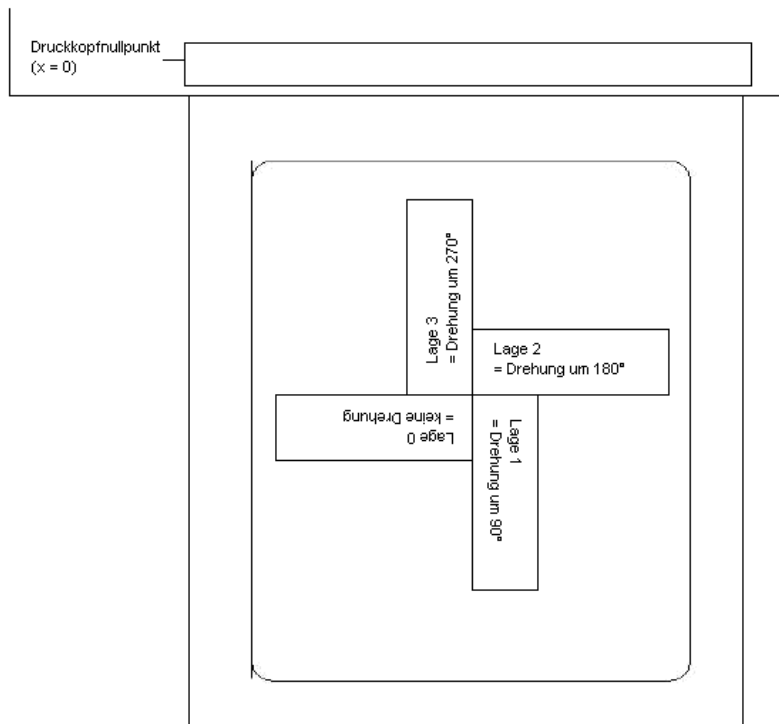 Druckkopfnullpunkt
(x = 0)
Lage 3
= Drehung um 270°
Lage 2
= Drehung um 180°
Lage 0
= keine Drehung
Lage 1
= Drehung um 90°